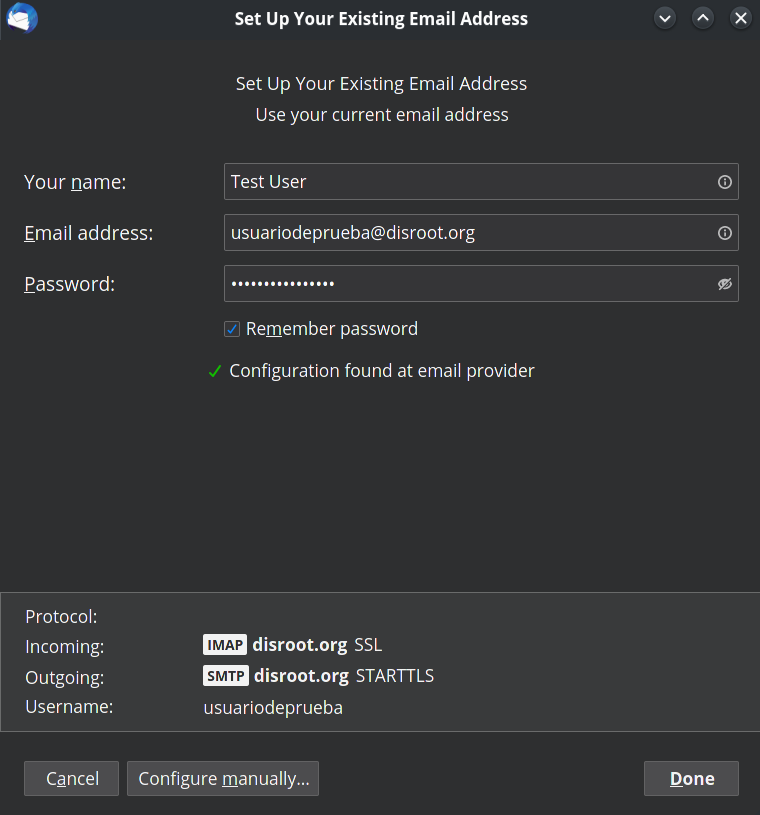 Set Up Your Existing Email Address
Set Up Your Existing Email Address
Use your current email address
Your name: Test User
Email address: usuariodeprueba@disroot.org
Password: ••••••••••••••••
Remember password
Configuration found at email provider
Protocol:
Incoming: IMAP disroot.org SSL
Outgoing: SMTP disroot.org STARTTLS
Username: usuariodeprueba
Cancel Configure manually... Done